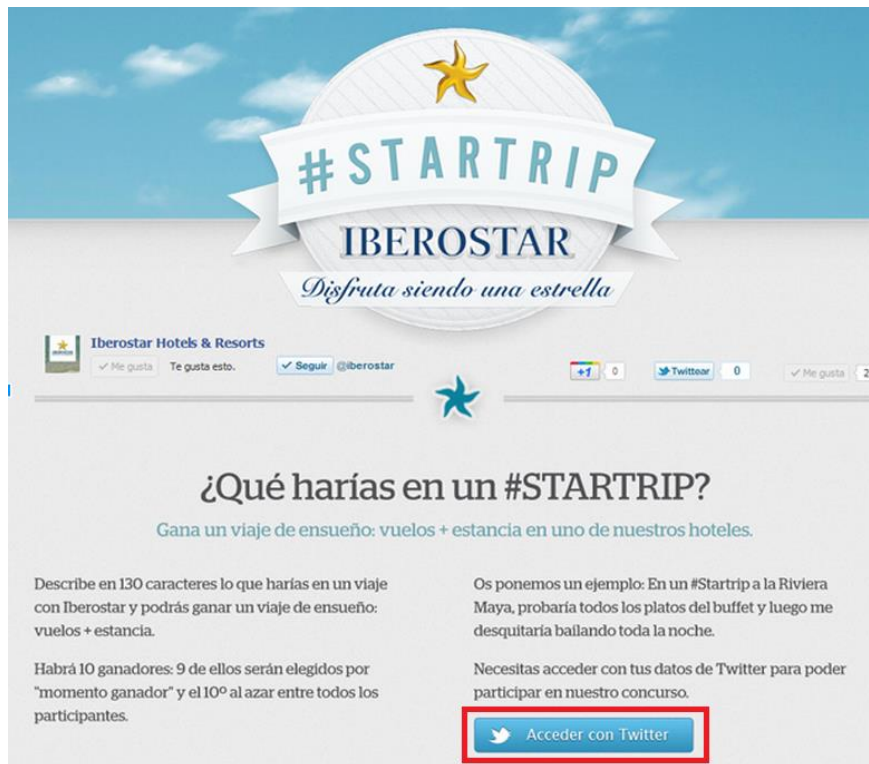 #STARTRIP
IBEROSTAR
Disfruta siendo una estrella
Iberostar Hotels & Resorts
Me gusta Te gusta esto. Seguir @iberostar +1 0 Twittear 0 Me gusta 2
¿Qué harías en un #STARTRIP?
Gana un viaje de ensueño: vuelos + estancia en uno de nuestros hoteles.
Describe en 130 caracteres lo que harías en un viaje
con Iberostar y podrás ganar un viaje de ensueño:
vuelos + estancia.
Habrá 10 ganadores: 9 de ellos serán elegidos por
"momento ganador" y el 10º al azar entre todos los
participantes.
Os ponemos un ejemplo: En un #Startrip a la Riviera
Maya, probaría todos los platos del buffet y luego me
desquitaría bailando toda la noche.
Necesitas acceder con tus datos de Twitter para poder
participar en nuestro concurso.
Acceder con Twitter